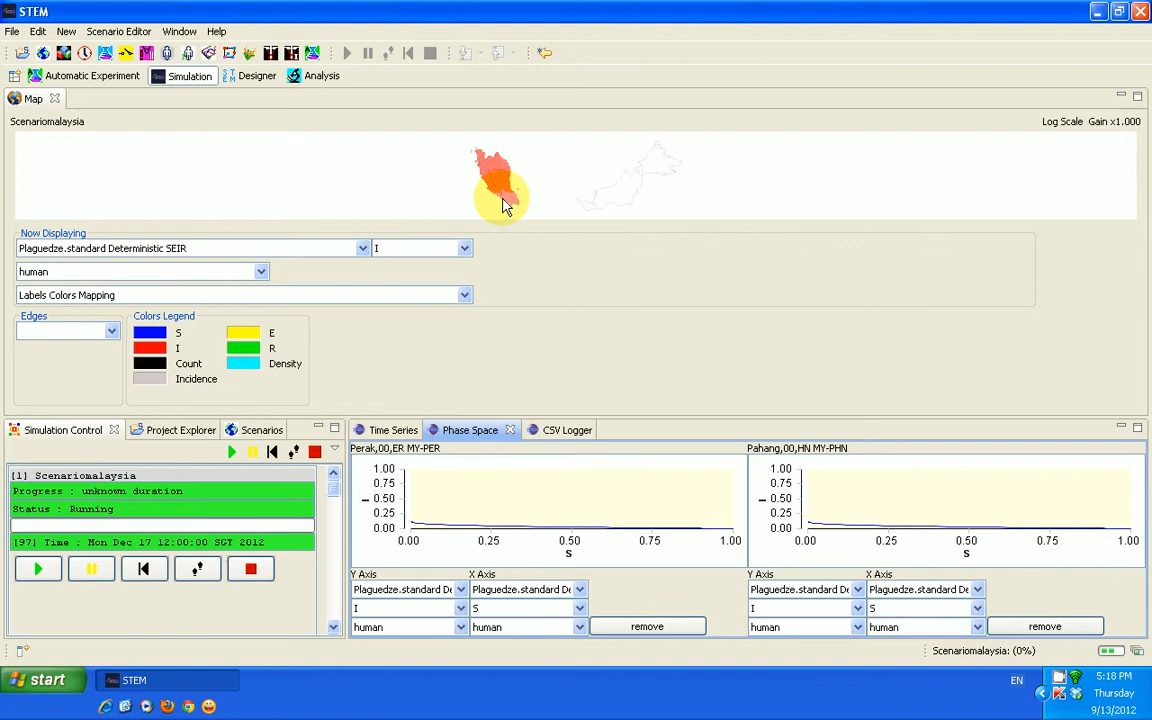 STEM
File Edit New Scenario Editor Window Help
Automatic Experiment Simulation STEM Designer Analysis
Map
Scenariomalaysia Log Scale Gain x1.000
Now Displaying
Plaguedze.standard Deterministic SEIR I
human
Labels Colors Mapping
Edges Colors Legend
S E
I R
Count Density
Incidence
Simulation Control Project Explorer Scenarios Time Series Phase Space CSV Logger
[1] Scenariomalaysia
Progress : unknown duration
Status : Running
[97] Time : Mon Dec 17 12:00:00 SGT 2012
Perak,00,ER MY-PER Pahang,00,HN MY-PHN
1.00 1.00
0.75 0.75
I 0.50 I 0.50
0.25 0.25
0.00 0.00
0.00 0.25 0.50 0.75 1.00 0.00 0.25 0.50 0.75 1.00
S S
Y Axis X Axis Y Axis X Axis
Plaguedze.standard De Plaguedze.standard De Plaguedze.standard De Plaguedze.standard De
I S I S
human human remove human human remove
Scenariomalaysia: (0%)
start STEM EN 5:18 PM
Thursday
9/13/2012